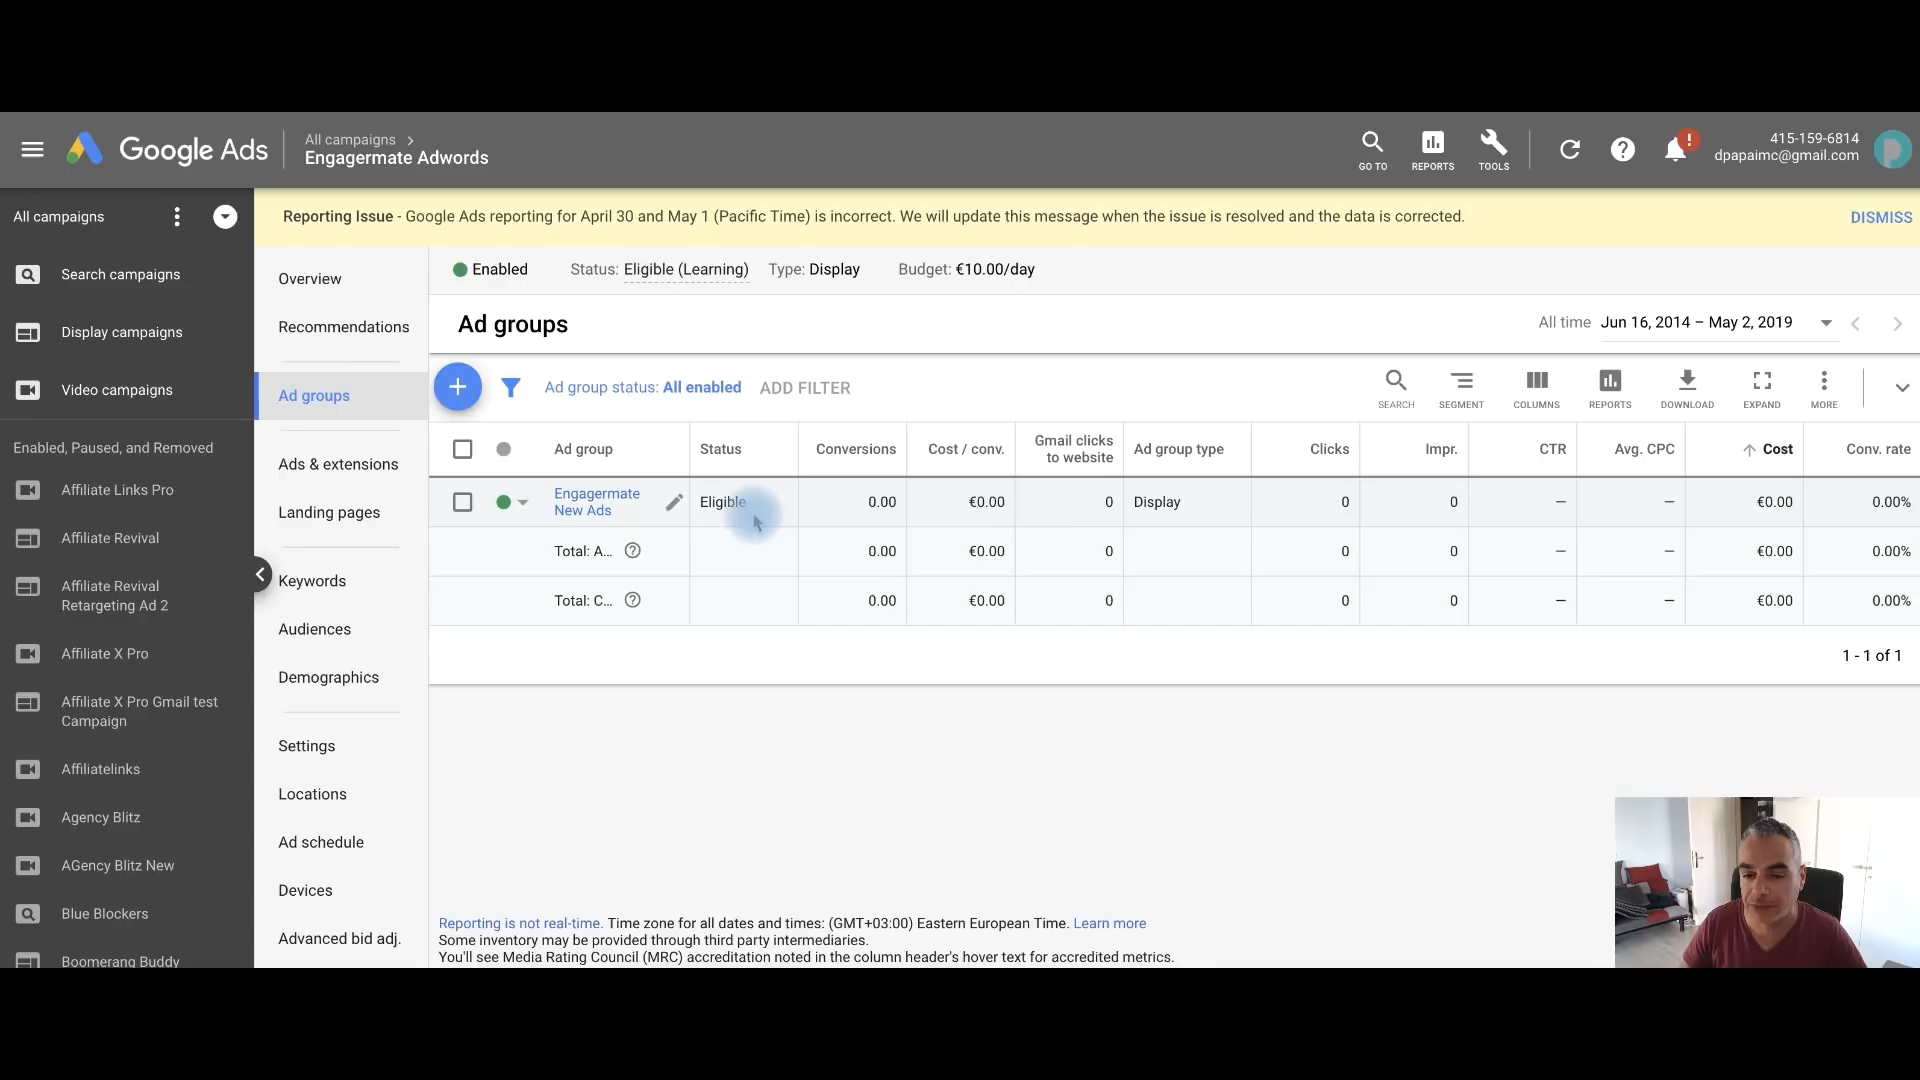 Google Ads
All campaigns
Engagermate Adwords
GO TO
REPORTS
TOOLS
415-159-6814
dpapaimc@gmail.com
All campaigns
Search campaigns
Display campaigns
Video campaigns
Enabled, Paused, and Removed
Affiliate Links Pro
Affiliate Revival
Affiliate Revival
Retargeting Ad 2
Affiliate X Pro
Affiliate X Pro Gmail test
Campaign
Affiliatelinks
Agency Blitz
AGency Blitz New
Blue Blockers
Boomerang Buddy
Reporting Issue - Google Ads reporting for April 30 and May 1 (Pacific Time) is incorrect. We will update this message when the issue is resolved and the data is corrected.
DISMISS
Overview
Recommendations
Ad groups
Ads & extensions
Landing pages
Keywords
Audiences
Demographics
Settings
Locations
Ad schedule
Devices
Advanced bid adj.
Enabled Status: Eligible (Learning) Type: Display Budget: €10.00/day
Ad groups
All time Jun 16, 2014 – May 2, 2019
Ad group status: All enabled ADD FILTER
SEARCH SEGMENT COLUMNS REPORTS DOWNLOAD EXPAND MORE
Ad group Status Conversions Cost / conv. Gmail clicks to website Ad group type Clicks Impr. CTR Avg. CPC Cost Conv. rate
Engagermate New Ads Eligible 0.00 €0.00 0 Display 0 0 — — €0.00 0.00%
Total: A... 0.00 €0.00 0 0 0 — — €0.00 0.00%
Total: C... 0.00 €0.00 0 0 0 — — €0.00 0.00%
1 - 1 of 1
Reporting is not real-time. Time zone for all dates and times: (GMT+03:00) Eastern European Time. Learn more
Some inventory may be provided through third party intermediaries.
You'll see Media Rating Council (MRC) accreditation noted in the column header's hover text for accredited metrics.